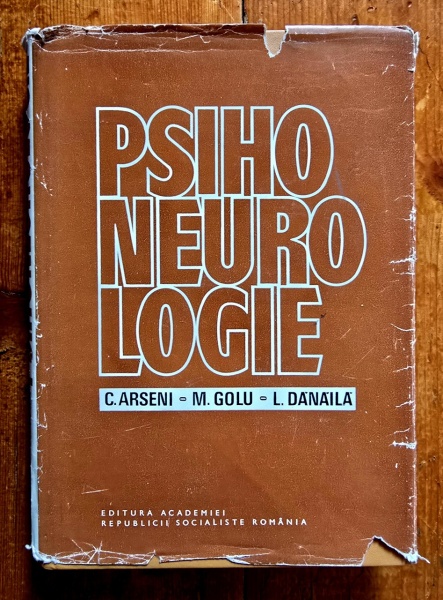 PSIHO
NEURO
LOGIE
C. ARSENI - M. GOLU - L. DĂNĂILĂ
EDITURA ACADEMIEI
REPUBLICII SOCIALISTE ROMÂNIA